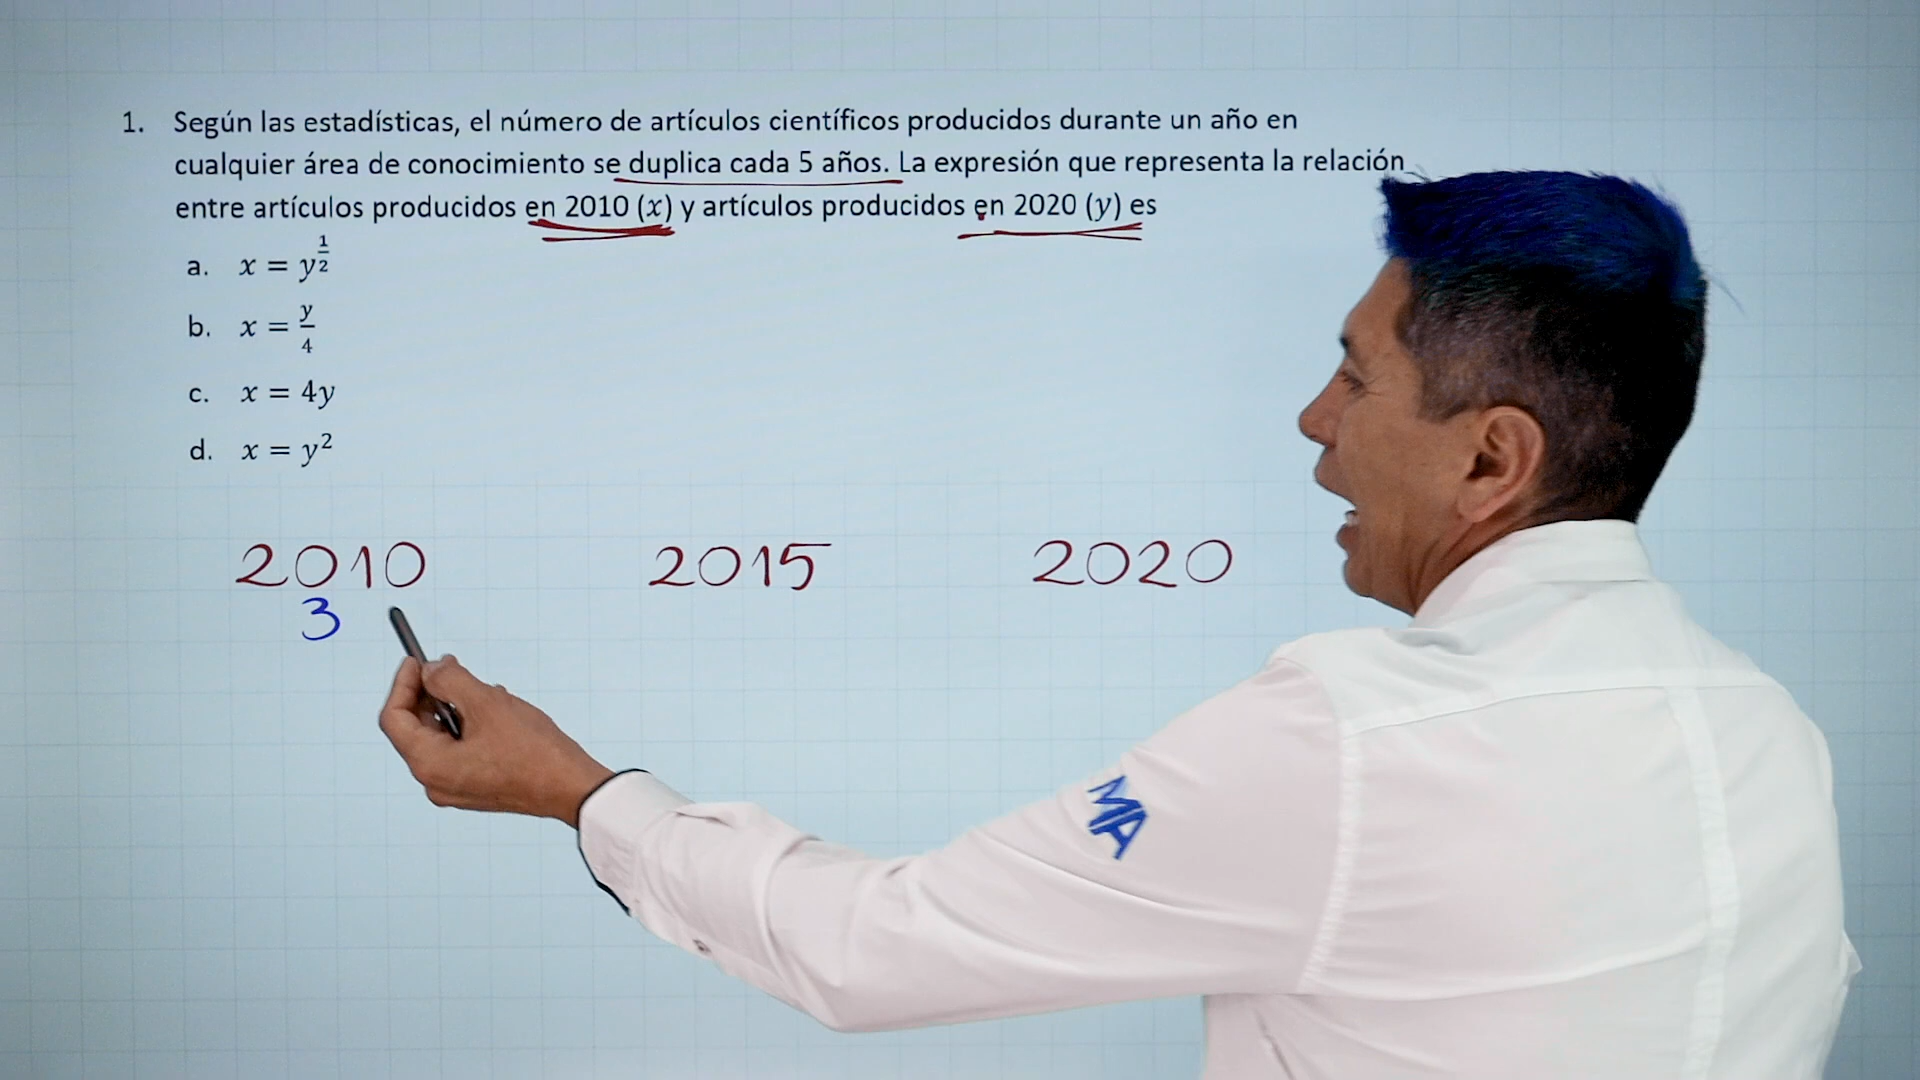 1. Según las estadísticas, el número de artículos científicos producidos durante un año en
cualquier área de conocimiento se duplica cada 5 años. La expresión que representa la relación
entre artículos producidos en 2010 (x) y artículos producidos en 2020 (y) es
a. x = y^{\frac{1}{2}}
b. x = \frac{y}{4}
c. x = 4y
d. x = y²
2010 2015 2020
3
MA